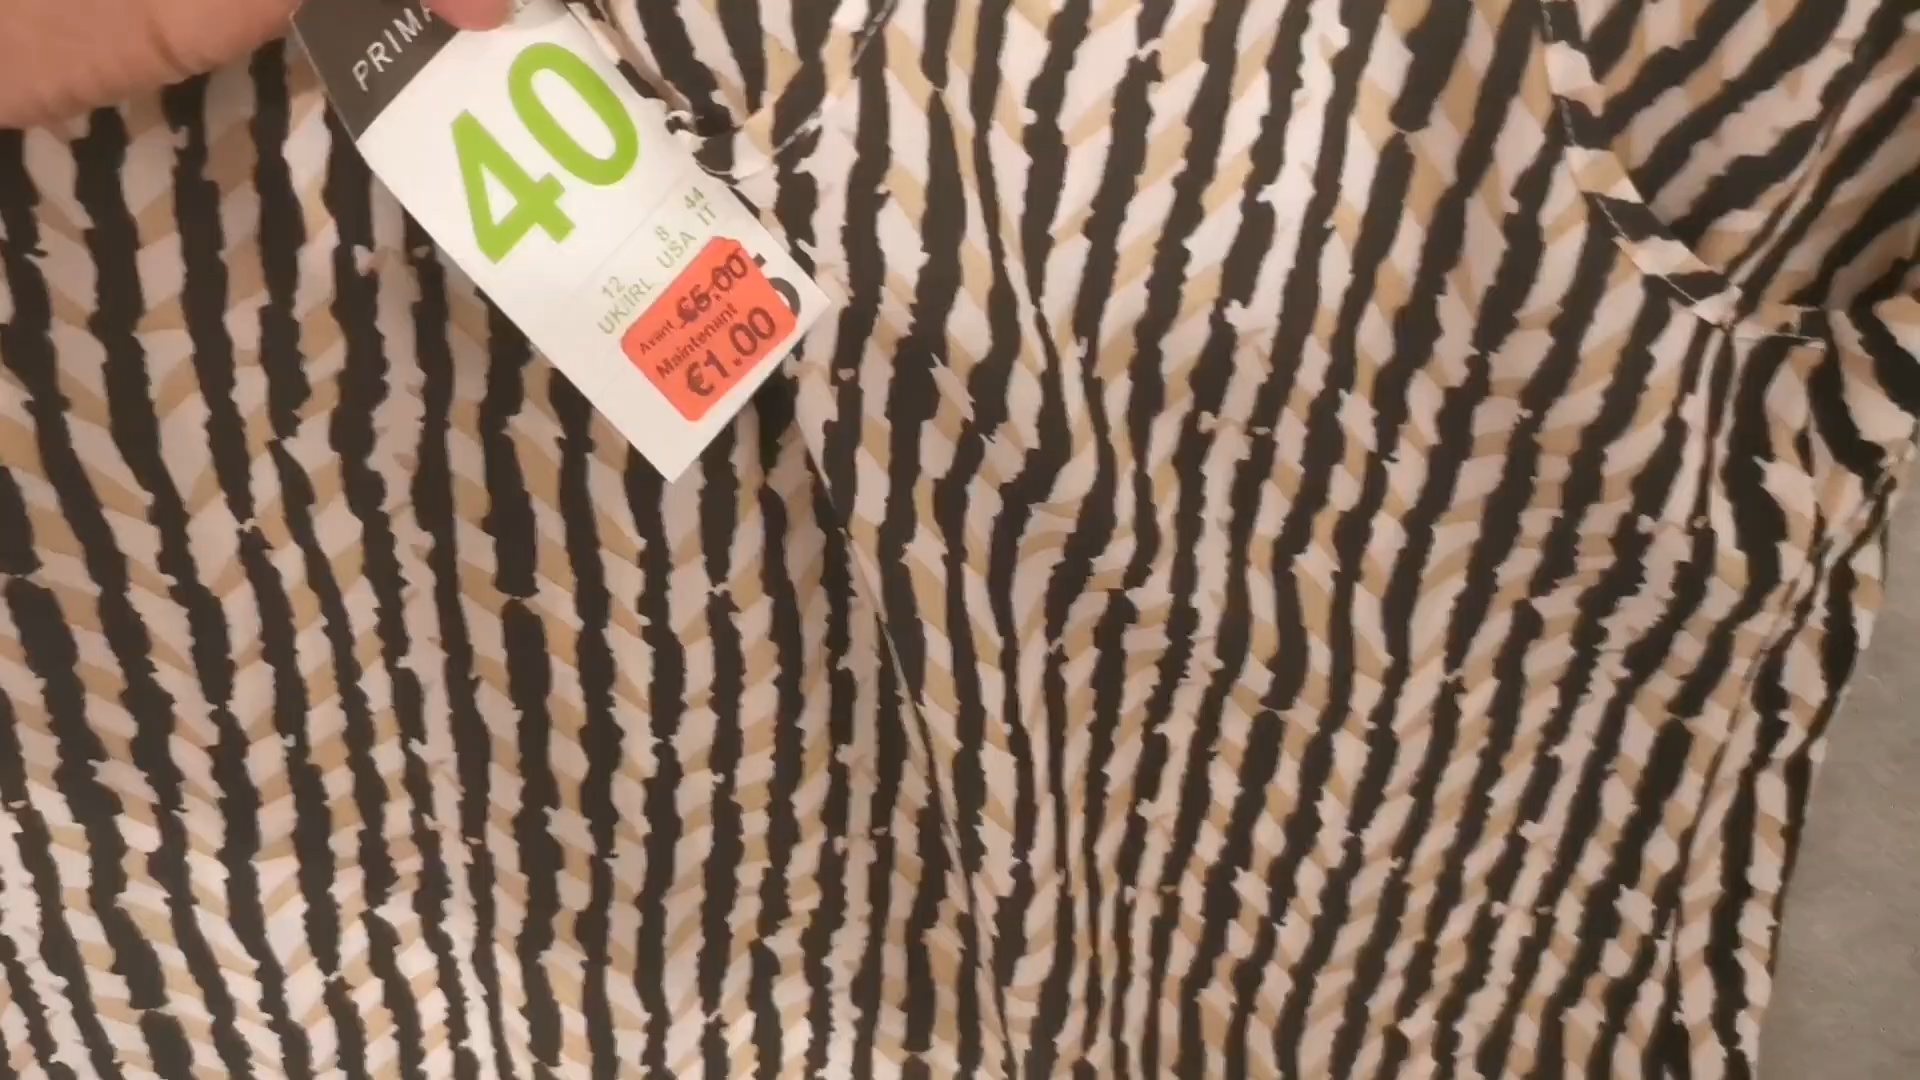 PRIMA
40
12
UK/IRL
8
USA
44
IT
Avant €6.00
Maintenant
€1.00